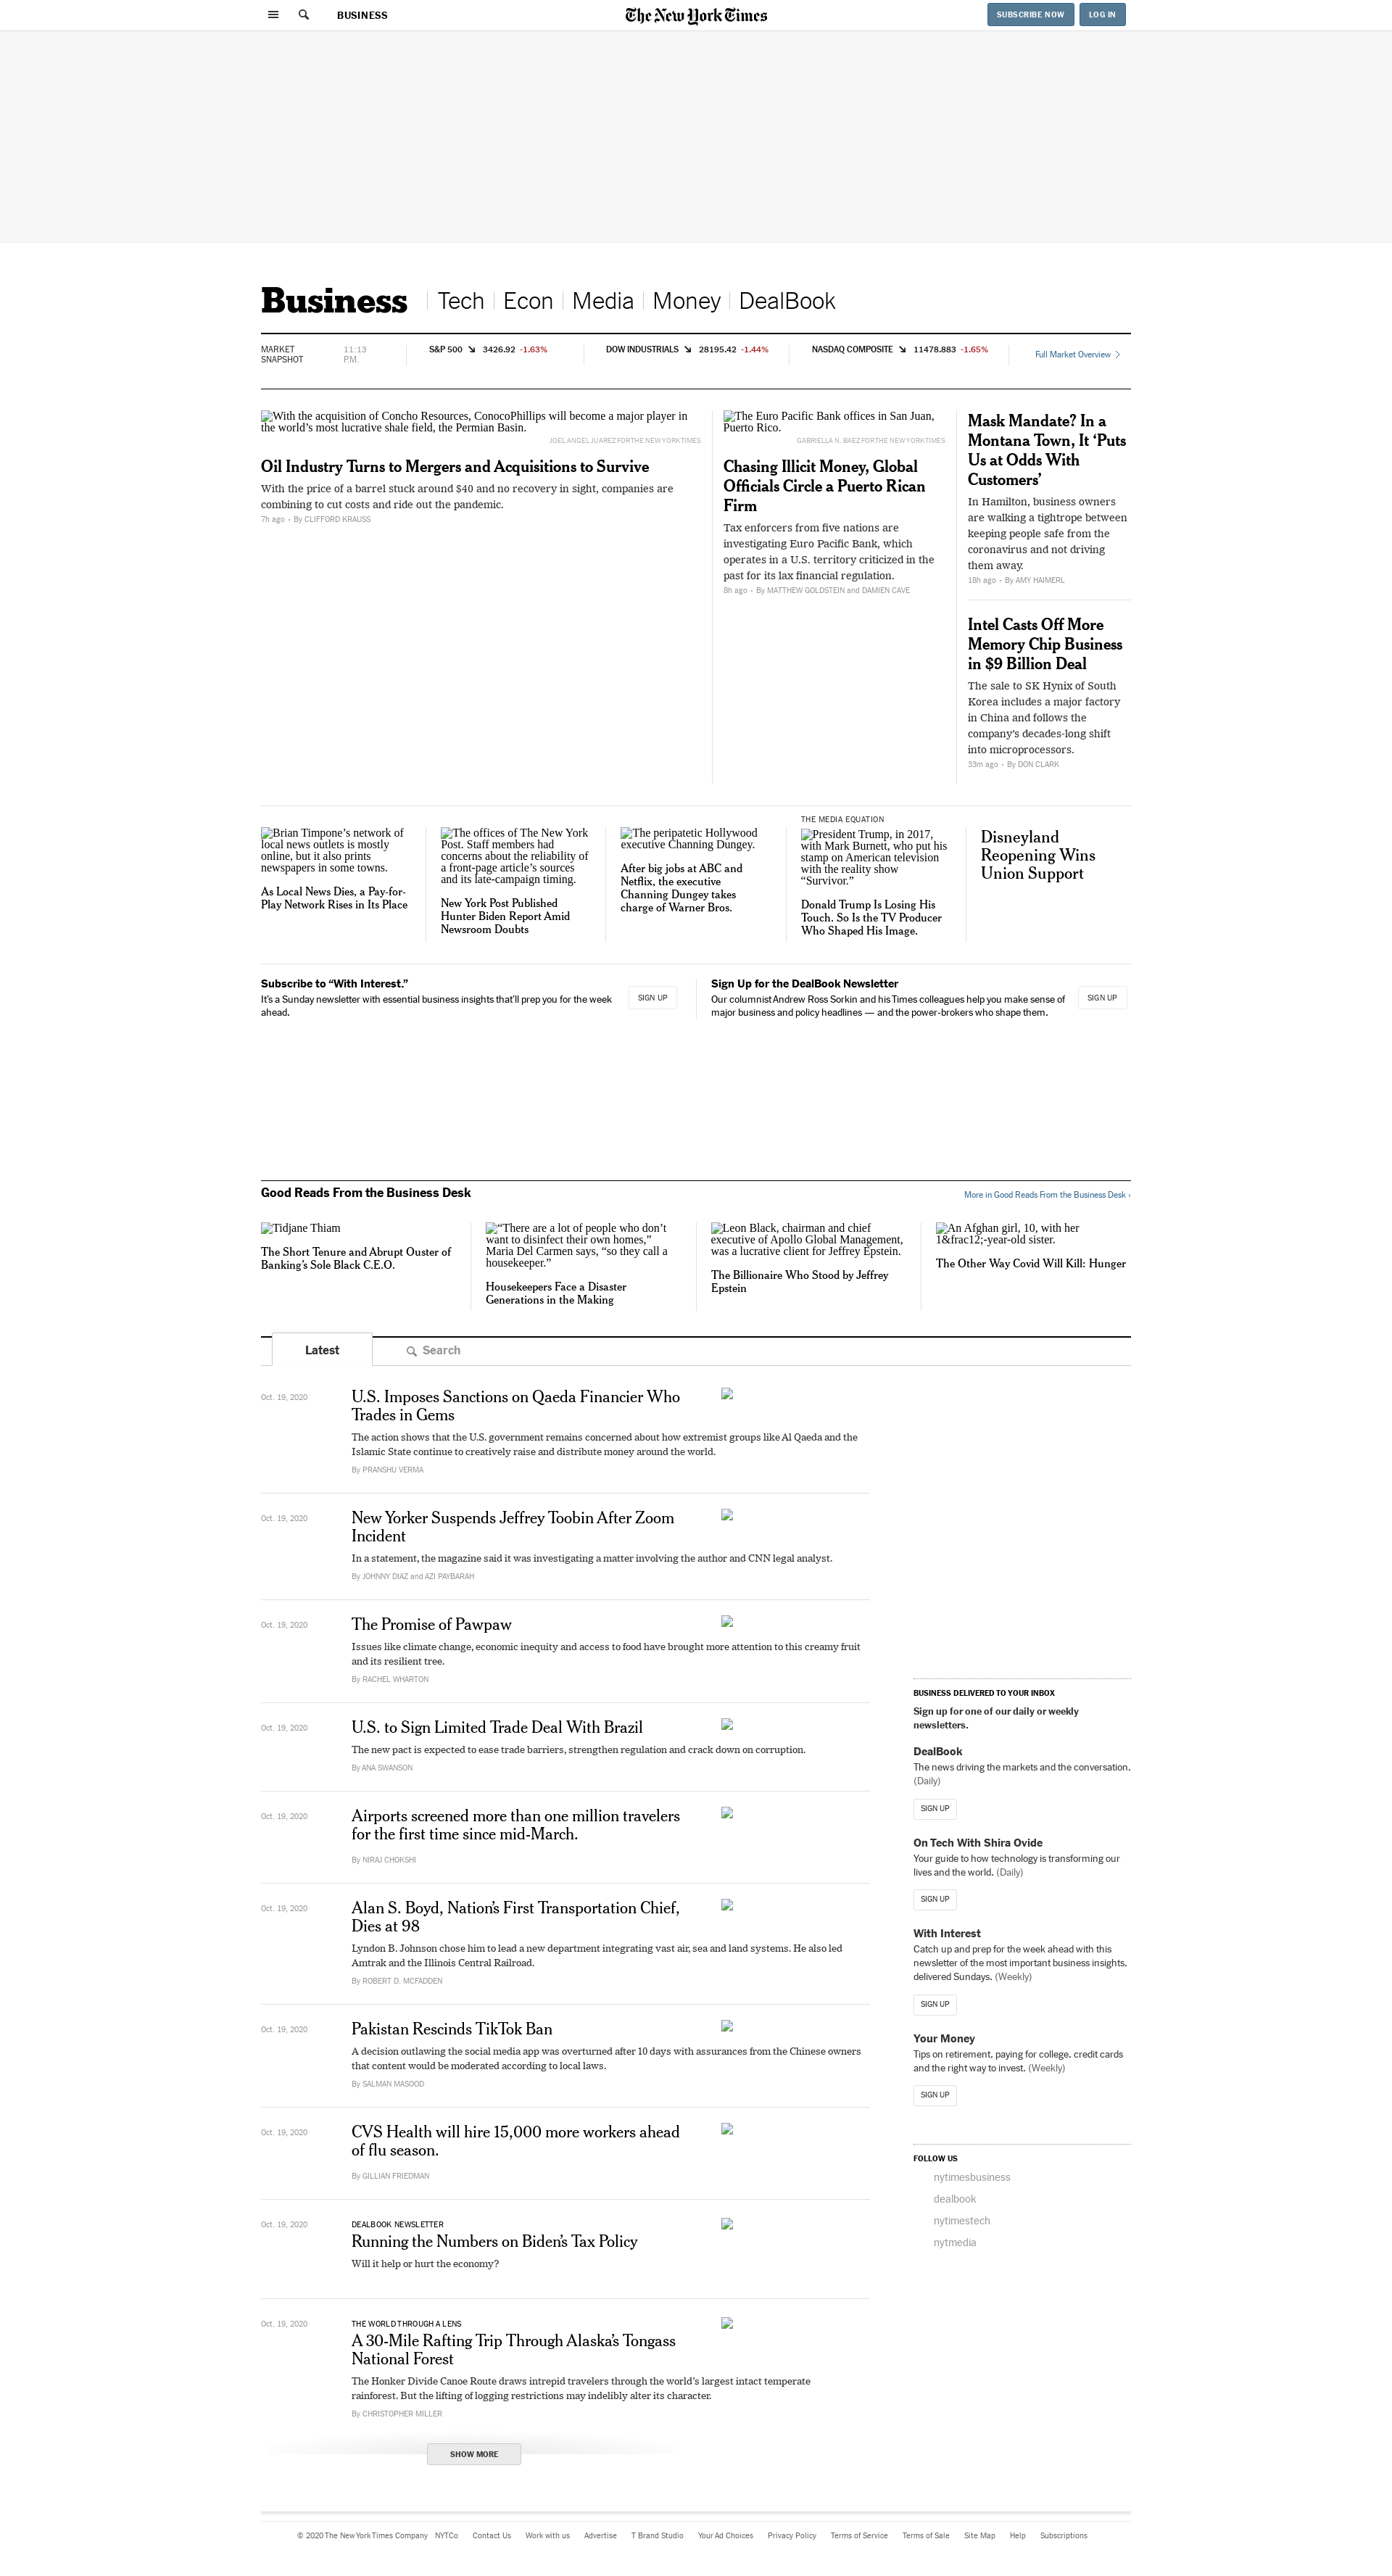 BUSINESS
The New York Times
SUBSCRIBE NOW
LOG IN
Business
Tech
Econ
Media
Money
DealBook
MARKET
SNAPSHOT
11:13
P.M.
S&P 500 3426.92 -1.63%
DOW INDUSTRIALS 28195.42 -1.44%
NASDAQ COMPOSITE 11478.883 -1.65%
Full Market Overview
With the acquisition of Concho Resources, ConocoPhillips will become a major player in
the world’s most lucrative shale field, the Permian Basin.
JOEL ANGEL JUAREZ FOR THE NEW YORK TIMES
Oil Industry Turns to Mergers and Acquisitions to Survive
With the price of a barrel stuck around $40 and no recovery in sight, companies are
combining to cut costs and ride out the pandemic.
7h ago • By CLIFFORD KRAUSS
The Euro Pacific Bank offices in San Juan,
Puerto Rico.
GABRIELLA N. BAEZ FOR THE NEW YORK TIMES
Chasing Illicit Money, Global
Officials Circle a Puerto Rican
Firm
Tax enforcers from five nations are
investigating Euro Pacific Bank, which
operates in a U.S. territory criticized in the
past for its lax financial regulation.
8h ago • By MATTHEW GOLDSTEIN and DAMIEN CAVE
Mask Mandate? In a
Montana Town, It ‘Puts
Us at Odds With
Customers’
In Hamilton, business owners
are walking a tightrope between
keeping people safe from the
coronavirus and not driving
them away.
18h ago • By AMY HAIMERL
Intel Casts Off More
Memory Chip Business
in $9 Billion Deal
The sale to SK Hynix of South
Korea includes a major factory
in China and follows the
company’s decades-long shift
into microprocessors.
33m ago • By DON CLARK
Brian Timpone’s network of
local news outlets is mostly
online, but it also prints
newspapers in some towns.
As Local News Dies, a Pay-for-
Play Network Rises in Its Place
The offices of The New York
Post. Staff members had
concerns about the reliability of
a front-page article’s sources
and its late-campaign timing.
New York Post Published
Hunter Biden Report Amid
Newsroom Doubts
The peripatetic Hollywood
executive Channing Dungey.
After big jobs at ABC and
Netflix, the executive
Channing Dungey takes
charge of Warner Bros.
THE MEDIA EQUATION
President Trump, in 2017,
with Mark Burnett, who put his
stamp on American television
with the reality show
“Survivor.”
Donald Trump Is Losing His
Touch. So Is the TV Producer
Who Shaped His Image.
Disneyland
Reopening Wins
Union Support
Subscribe to “With Interest.”
It’s a Sunday newsletter with essential business insights that’ll prep you for the week
ahead.
SIGN UP
Sign Up for the DealBook Newsletter
Our columnist Andrew Ross Sorkin and his Times colleagues help you make sense of
major business and policy headlines — and the power-brokers who shape them.
SIGN UP
Good Reads From the Business Desk
More in Good Reads From the Business Desk ›
Tidjane Thiam
The Short Tenure and Abrupt Ouster of
Banking’s Sole Black C.E.O.
“There are a lot of people who don’t
want to disinfect their own homes,”
Maria Del Carmen says, “so they call a
housekeeper.”
Housekeepers Face a Disaster
Generations in the Making
Leon Black, chairman and chief
executive of Apollo Global Management,
was a lucrative client for Jeffrey Epstein.
The Billionaire Who Stood by Jeffrey
Epstein
An Afghan girl, 10, with her
1&frac12;-year-old sister.
The Other Way Covid Will Kill: Hunger
Latest
Search
Oct. 19, 2020
U.S. Imposes Sanctions on Qaeda Financier Who
Trades in Gems
The action shows that the U.S. government remains concerned about how extremist groups like Al Qaeda and the
Islamic State continue to creatively raise and distribute money around the world.
By PRANSHU VERMA
Oct. 19, 2020
New Yorker Suspends Jeffrey Toobin After Zoom
Incident
In a statement, the magazine said it was investigating a matter involving the author and CNN legal analyst.
By JOHNNY DIAZ and AZI PAYBARAH
Oct. 19, 2020
The Promise of Pawpaw
Issues like climate change, economic inequity and access to food have brought more attention to this creamy fruit
and its resilient tree.
By RACHEL WHARTON
Oct. 19, 2020
U.S. to Sign Limited Trade Deal With Brazil
The new pact is expected to ease trade barriers, strengthen regulation and crack down on corruption.
By ANA SWANSON
Oct. 19, 2020
Airports screened more than one million travelers
for the first time since mid-March.
By NIRAJ CHOKSHI
Oct. 19, 2020
Alan S. Boyd, Nation’s First Transportation Chief,
Dies at 98
Lyndon B. Johnson chose him to lead a new department integrating vast air, sea and land systems. He also led
Amtrak and the Illinois Central Railroad.
By ROBERT D. MCFADDEN
Oct. 19, 2020
Pakistan Rescinds TikTok Ban
A decision outlawing the social media app was overturned after 10 days with assurances from the Chinese owners
that content would be moderated according to local laws.
By SALMAN MASOOD
Oct. 19, 2020
CVS Health will hire 15,000 more workers ahead
of flu season.
By GILLIAN FRIEDMAN
Oct. 19, 2020
DEALBOOK NEWSLETTER
Running the Numbers on Biden’s Tax Policy
Will it help or hurt the economy?
Oct. 19, 2020
THE WORLD THROUGH A LENS
A 30-Mile Rafting Trip Through Alaska’s Tongass
National Forest
The Honker Divide Canoe Route draws intrepid travelers through the world’s largest intact temperate
rainforest. But the lifting of logging restrictions may indelibly alter its character.
By CHRISTOPHER MILLER
SHOW MORE
BUSINESS DELIVERED TO YOUR INBOX
Sign up for one of our daily or weekly
newsletters.
DealBook
The news driving the markets and the conversation.
(Daily)
SIGN UP
On Tech With Shira Ovide
Your guide to how technology is transforming our
lives and the world. (Daily)
SIGN UP
With Interest
Catch up and prep for the week ahead with this
newsletter of the most important business insights,
delivered Sundays. (Weekly)
SIGN UP
Your Money
Tips on retirement, paying for college, credit cards
and the right way to invest. (Weekly)
SIGN UP
FOLLOW US
nytimesbusiness
dealbook
nytimestech
nytmedia
© 2020 The New York Times Company NYTCo Contact Us Work with us Advertise T Brand Studio Your Ad Choices Privacy Policy Terms of Service Terms of Sale Site Map Help Subscriptions